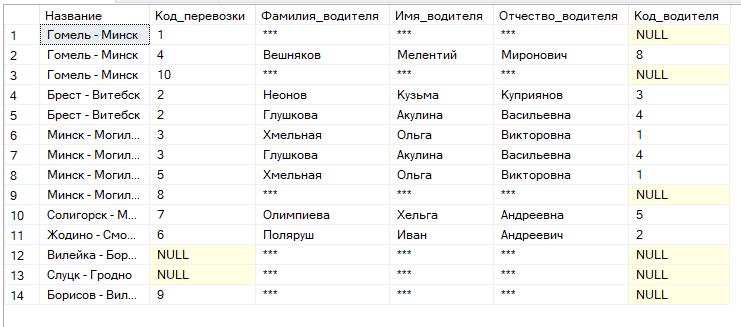 Название Код_перевозки Фамилия_водителя Имя_водителя Отчество_водителя Код_водителя
1 Гомель - Минск 1 *** *** *** NULL
2 Гомель - Минск 4 Вешняков Мелентий Миронович 8
3 Гомель - Минск 10 *** *** *** NULL
4 Брест - Витебск 2 Неонов Кузьма Куприянов 3
5 Брест - Витебск 2 Глушкова Акулина Васильевна 4
6 Минск - Могил... 3 Хмельная Ольга Викторовна 1
7 Минск - Могил... 3 Глушкова Акулина Васильевна 4
8 Минск - Могил... 5 Хмельная Ольга Викторовна 1
9 Минск - Могил... 8 *** *** *** NULL
10 Солигорск - М... 7 Олимпиева Хельга Андреевна 5
11 Жодино - Смо... 6 Поляруш Иван Андреевич 2
12 Вилейка - Бор... NULL *** *** *** NULL
13 Слуцк - Гродно NULL *** *** *** NULL
14 Борисов - Вил... 9 *** *** *** NULL